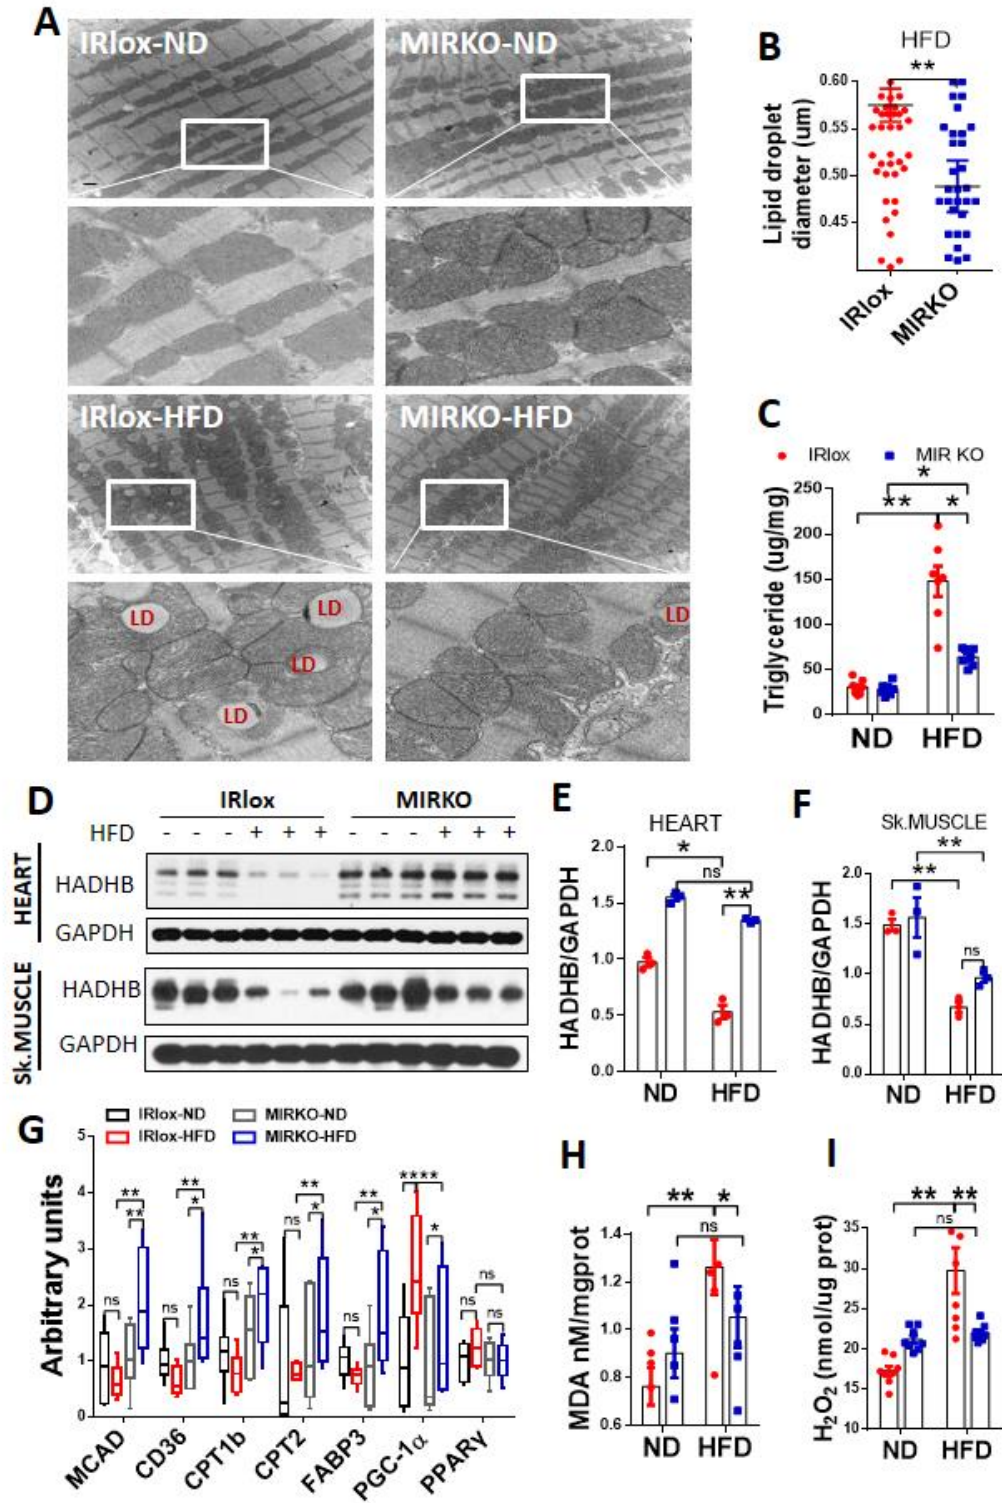 A
IRlox-ND
MIRKO-ND
IRlox-HFD
MIRKO-HFD
LD
LD
LD
LD
LD
B
HFD
**
Lipid droplet
diameter (um)
0.60
0.55
0.50
0.45
IRlox
MIRKO
C
IRlox
MIR KO
*
** *
Triglyceride (ug/mg)
250
200
150
100
50
0
ND HFD
D
IRlox MIRKO
HFD - - - + + + - - - + + +
HEART
HADHB
GAPDH
Sk.MUSCLE
HADHB
GAPDH
E
HEART
*
ns
**
HADHB/GAPDH
2.0
1.5
1.0
0.5
0.0
ND HFD
F
Sk.MUSCLE
**
**
ns
HADHB/GAPDH
2.0
1.5
1.0
0.5
0.0
ND HFD
G
IRlox-ND MIRKO-ND
IRlox-HFD MIRKO-HFD
Arbitrary units
5
4
3
2
1
0
ns ** **
ns ** *
ns ** *
ns ** *
ns ** *
**** *
ns ns
MCAD
CD36
CPT1b
CPT2
FABP3
PGC-1α
PPARγ
H
** *
ns
MDA nM/mgprot
1.4
1.2
1.0
0.8
0.6
ND HFD
I
** **
ns
H₂O₂ (nmol/ug prot)
35
30
25
20
15
10
ND HFD